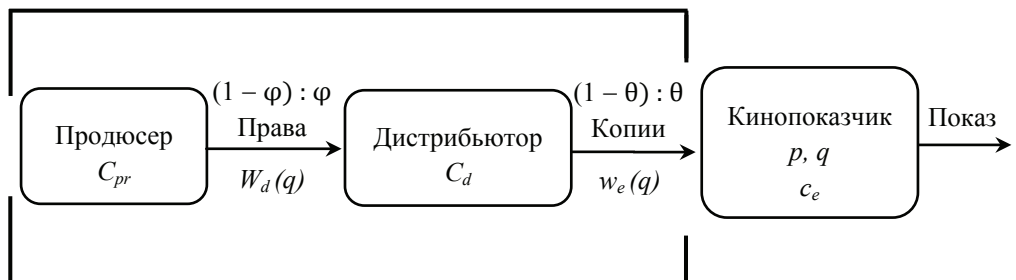 Продюсер
C_pr
(1 – φ) : φ
Права
W_d (q)
Дистрибьютор
C_d
(1 – θ) : θ
Копии
w_e (q)
Кинопоказчик
p, q
c_e
Показ